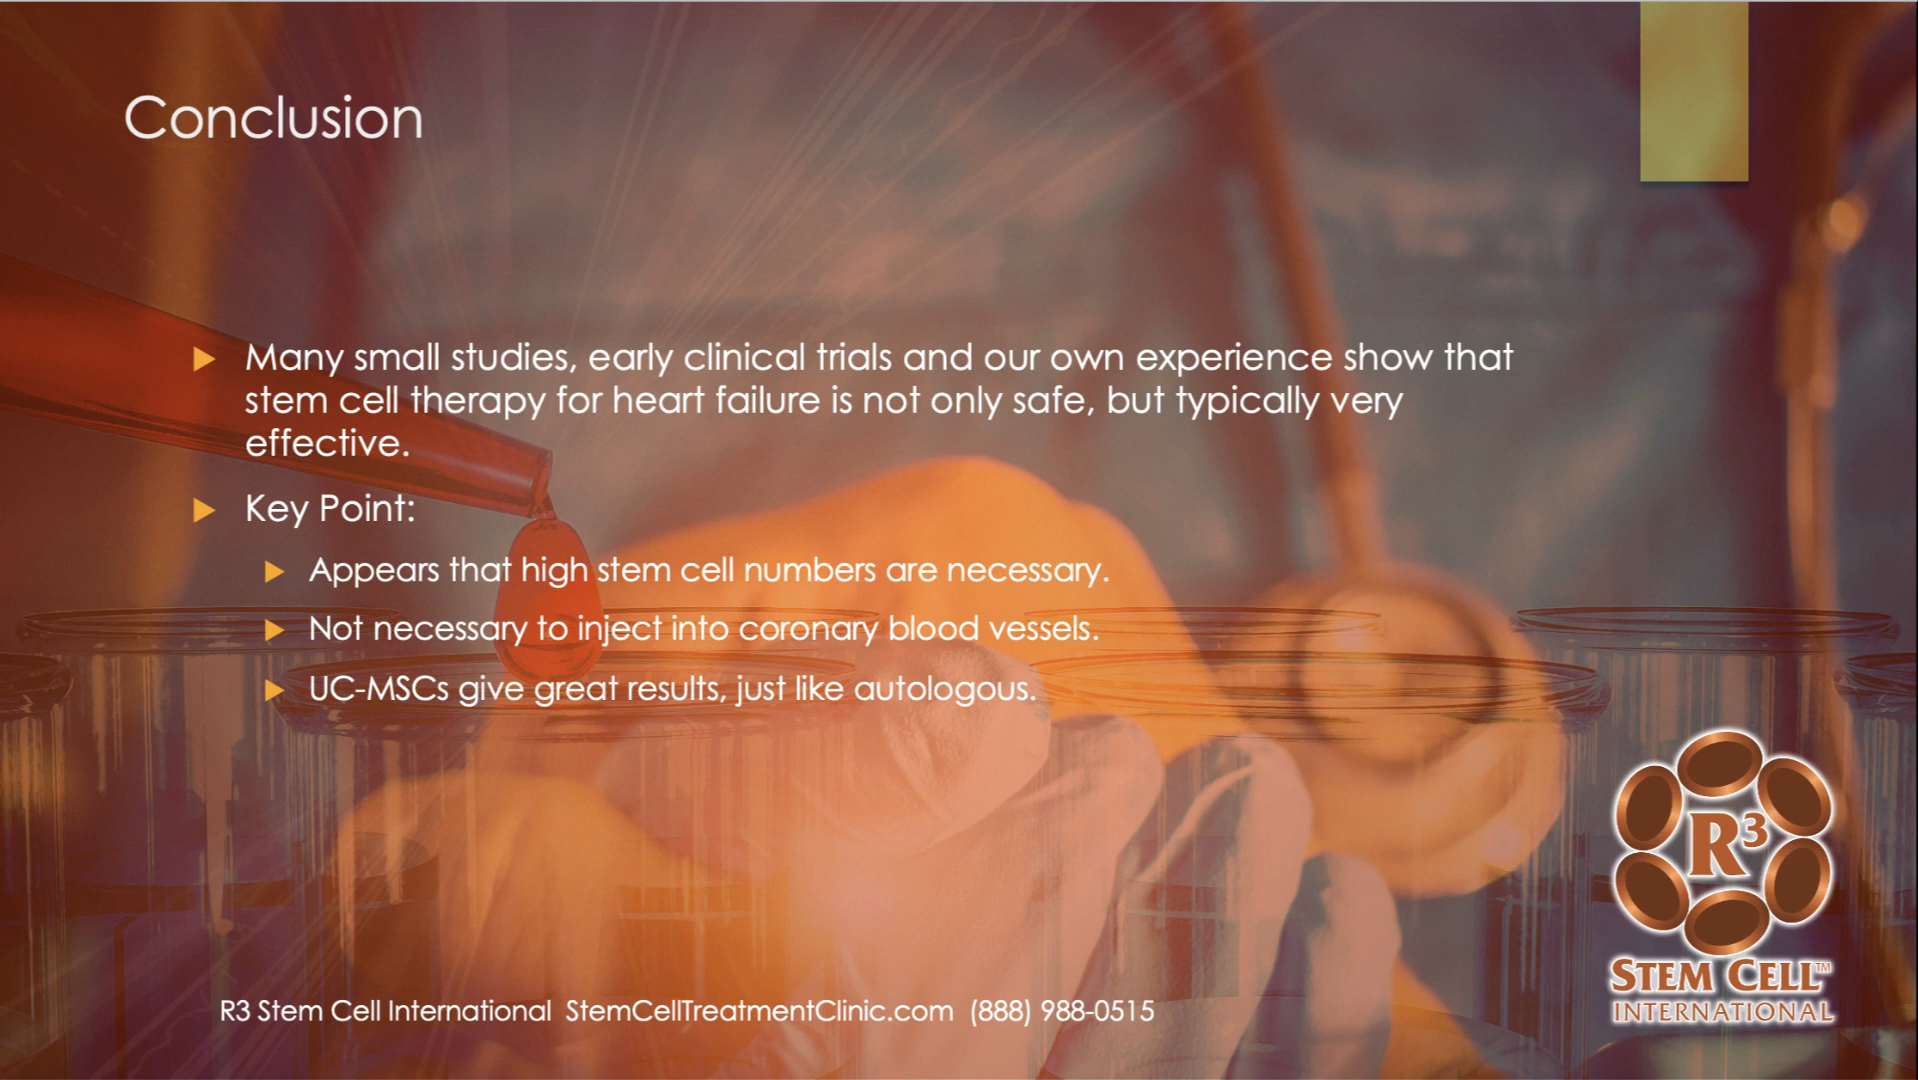 Conclusion
Many small studies, early clinical trials and our own experience show that
stem cell therapy for heart failure is not only safe, but typically very
effective.
Key Point:
Appears that high stem cell numbers are necessary.
Not necessary to inject into coronary blood vessels.
UC-MSCs give great results, just like autologous.
R³
STEM CELL™
INTERNATIONAL
R3 Stem Cell International StemCellTreatmentClinic.com (888) 988-0515